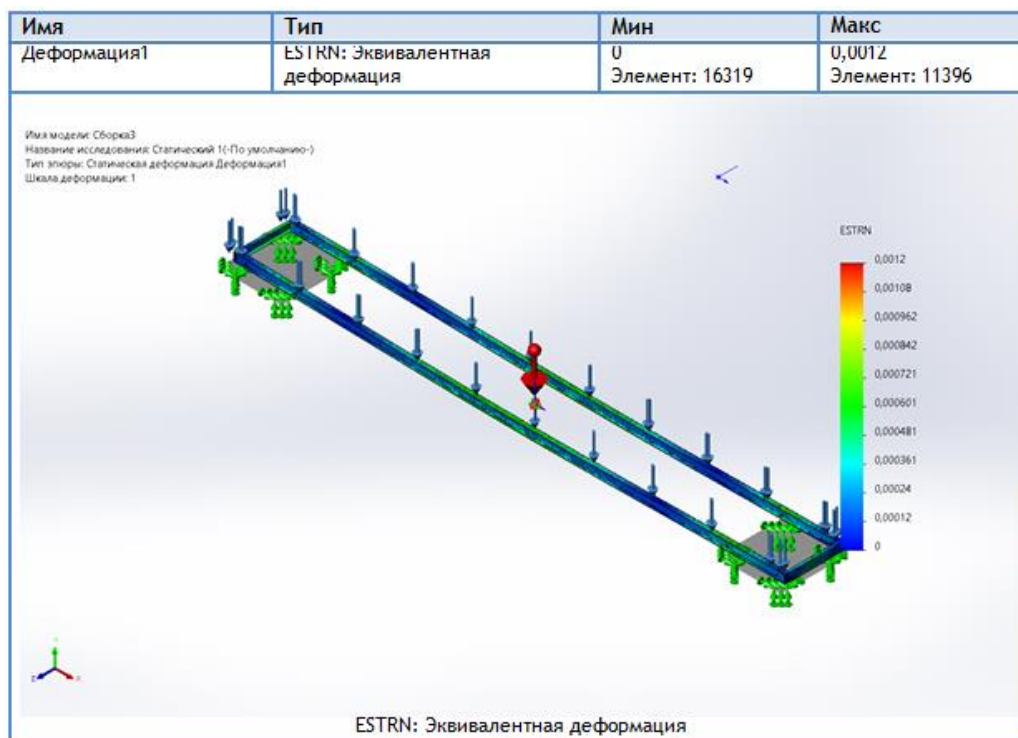 Имя Тип Мин Макс
Деформация1 ESTRN: Эквивалентная деформация 0 Элемент: 16319 0,0012 Элемент: 11396
Имя модели: Сборка3
Название исследования: Статический 1(-По умолчанию-)
Тип эпюры: Статическая деформация Деформация1
Шкала деформации: 1
ESTRN
0,0012
0,00108
0,000962
0,000842
0,000721
0,000601
0,000481
0,000361
0,00024
0,00012
0
ESTRN: Эквивалентная деформация